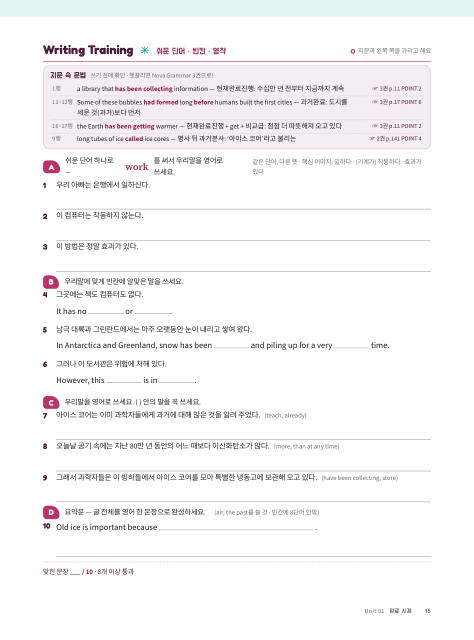 Writing Training ✳ 쉬운 단어 · 빈칸 · 영작
지문과 왼쪽 쪽을 가리고 해요
지문 속 문법 쓰기 전에 확인 · 헷갈리면 Nova Grammar 3권으로!
1행 a library that has been collecting information — 현재완료진행: 수십만 년 전부터 지금까지 계속 ☞ 3권 p.11 POINT 2
11–12행 Some of these bubbles had formed long before humans built the first cities — 과거완료: 도시를 ☞ 3권 p.17 POINT 6
세운 것(과거)보다 먼저
16–17행 the Earth has been getting warmer — 현재완료진행 + get + 비교급: 점점 더 따뜻해져 오고 있다 ☞ 3권 p.11 POINT 2
9행 long tubes of ice called ice cores — 명사 뒤 과거분사: '아이스 코어'라고 불리는 ☞ 2권 p.141 POINT 4
A 쉬운 단어 하나로 — work 를 써서 우리말을 영어로 쓰세요.
같은 단어, 다른 뜻 · 핵심 이미지: 일하다 · (기계가) 작동하다 · 효과가 있다
1 우리 아빠는 은행에서 일하신다.
2 이 컴퓨터는 작동하지 않는다.
3 이 방법은 정말 효과가 있다.
B 우리말에 맞게 빈칸에 알맞은 말을 쓰세요.
4 그곳에는 책도 컴퓨터도 없다.
It has no ________ or ________.
5 남극 대륙과 그린란드에서는 아주 오랫동안 눈이 내리고 쌓여 왔다.
In Antarctica and Greenland, snow has been ________ and piling up for a very ________ time.
6 그러나 이 도서관은 위험에 처해 있다.
However, this ________ is in ________.
C 우리말을 영어로 쓰세요. ( ) 안의 말을 꼭 쓰세요.
7 아이스 코어는 이미 과학자들에게 과거에 대해 많은 것을 알려 주었다. (teach, already)
8 오늘날 공기 속에는 지난 80만 년 동안의 어느 때보다 이산화탄소가 많다. (more, than at any time)
9 그래서 과학자들은 이 빙하들에서 아이스 코어를 모아 특별한 냉동고에 보관해 오고 있다. (have been collecting, store)
D 요약문 — 글 전체를 영어 한 문장으로 완성하세요. (air, the past를 쓸 것 · 빈칸에 8단어 안팎)
10 Old ice is important because ________________ .
맞힌 문장 ___ / 10 · 8개 이상 통과
Unit 01 완료 시제 15